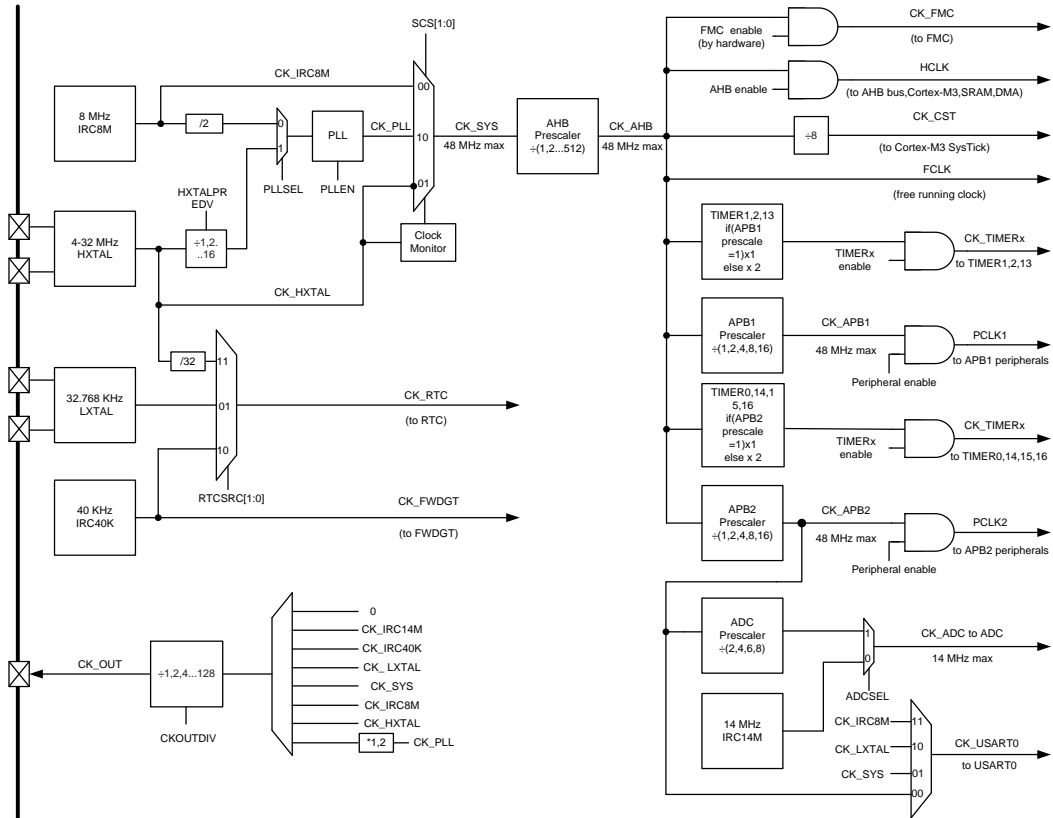 SCS[1:0]
CK_IRC8M
8 MHz
IRC8M
/2
0
1
PLLSEL
PLL
PLLEN
CK_PLL
00
10
01
CK_SYS
48 MHz max
AHB
Prescaler
÷(1,2...512)
CK_AHB
48 MHz max
Clock
Monitor
HXTALPR
EDV
÷1,2.
..16
4-32 MHz
HXTAL
CK_HXTAL
/32
11
01
10
RTCSRC[1:0]
32.768 KHz
LXTAL
CK_RTC
(to RTC)
40 KHz
IRC40K
CK_FWDGT
(to FWDGT)
CK_OUT
÷1,2,4...128
CKOUTDIV
0
CK_IRC14M
CK_IRC40K
CK_LXTAL
CK_SYS
CK_IRC8M
CK_HXTAL
*1,2
CK_PLL
FMC enable
(by hardware)
CK_FMC
(to FMC)
AHB enable
HCLK
(to AHB bus,Cortex-M3,SRAM,DMA)
÷8
CK_CST
(to Cortex-M3 SysTick)
FCLK
(free running clock)
TIMER1,2,13
if(APB1
prescale
=1)x1
else x 2
TIMERx
enable
CK_TIMERx
to TIMER1,2,13
APB1
Prescaler
÷(1,2,4,8,16)
CK_APB1
48 MHz max
Peripheral enable
PCLK1
to APB1 peripherals
TIMER0,14,1
5,16
if(APB2
prescale
=1)x1
else x 2
TIMERx
enable
CK_TIMERx
to TIMER0,14,15,16
APB2
Prescaler
÷(1,2,4,8,16)
CK_APB2
48 MHz max
Peripheral enable
PCLK2
to APB2 peripherals
ADC
Prescaler
÷(2,4,6,8)
1
0
ADCSEL
CK_ADC to ADC
14 MHz max
14 MHz
IRC14M
CK_IRC8M
11
CK_LXTAL
10
CK_SYS
01
00
CK_USART0
to USART0